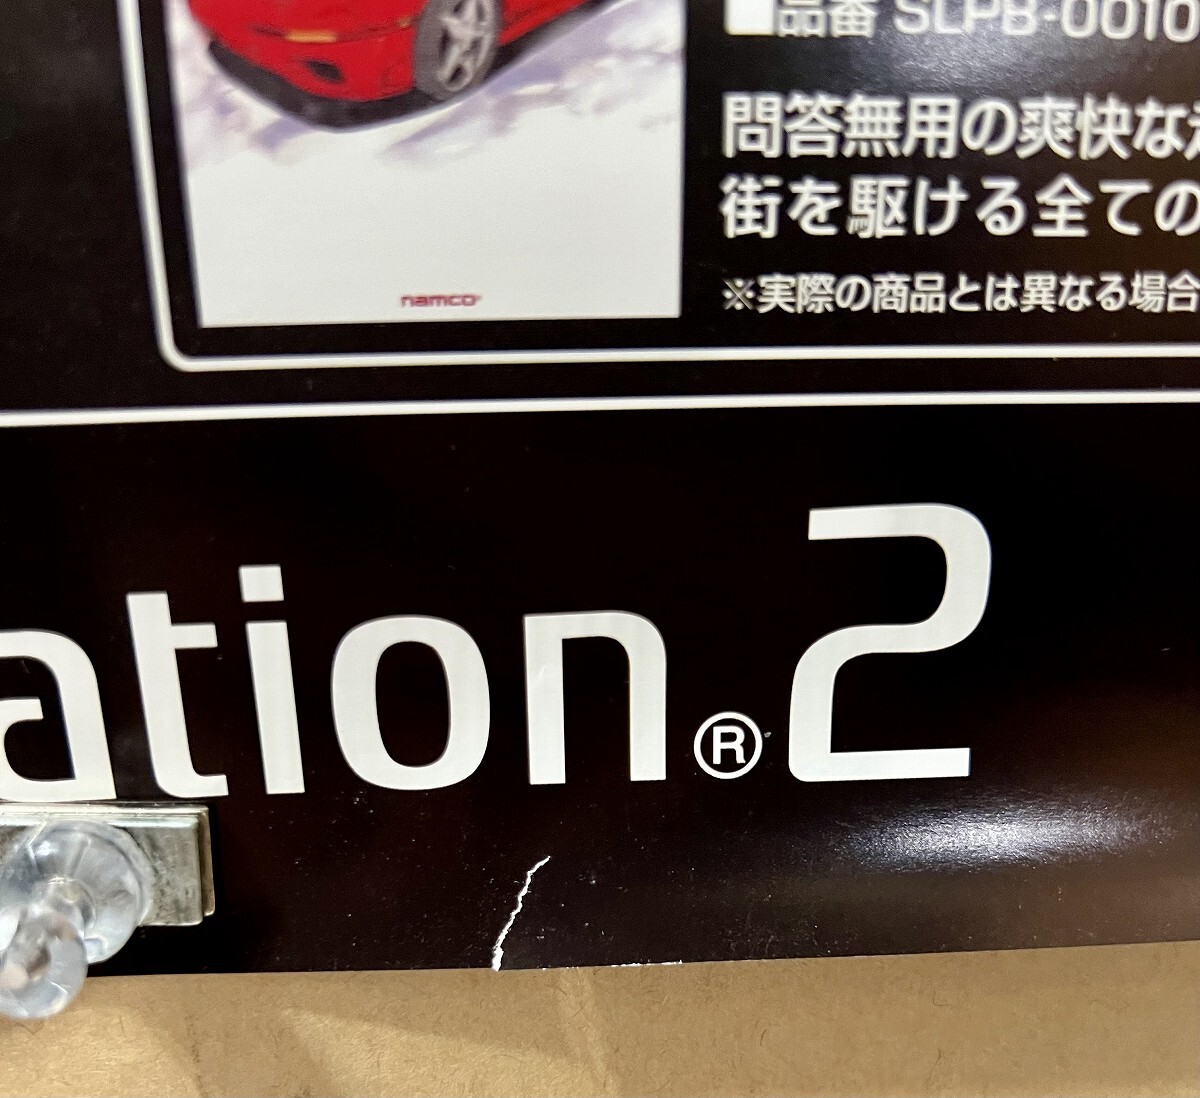 ■品番 SLPB-0010
問答無用の爽快な
街を駆ける全ての
※実際の商品とは異なる場合
namco
ation®2